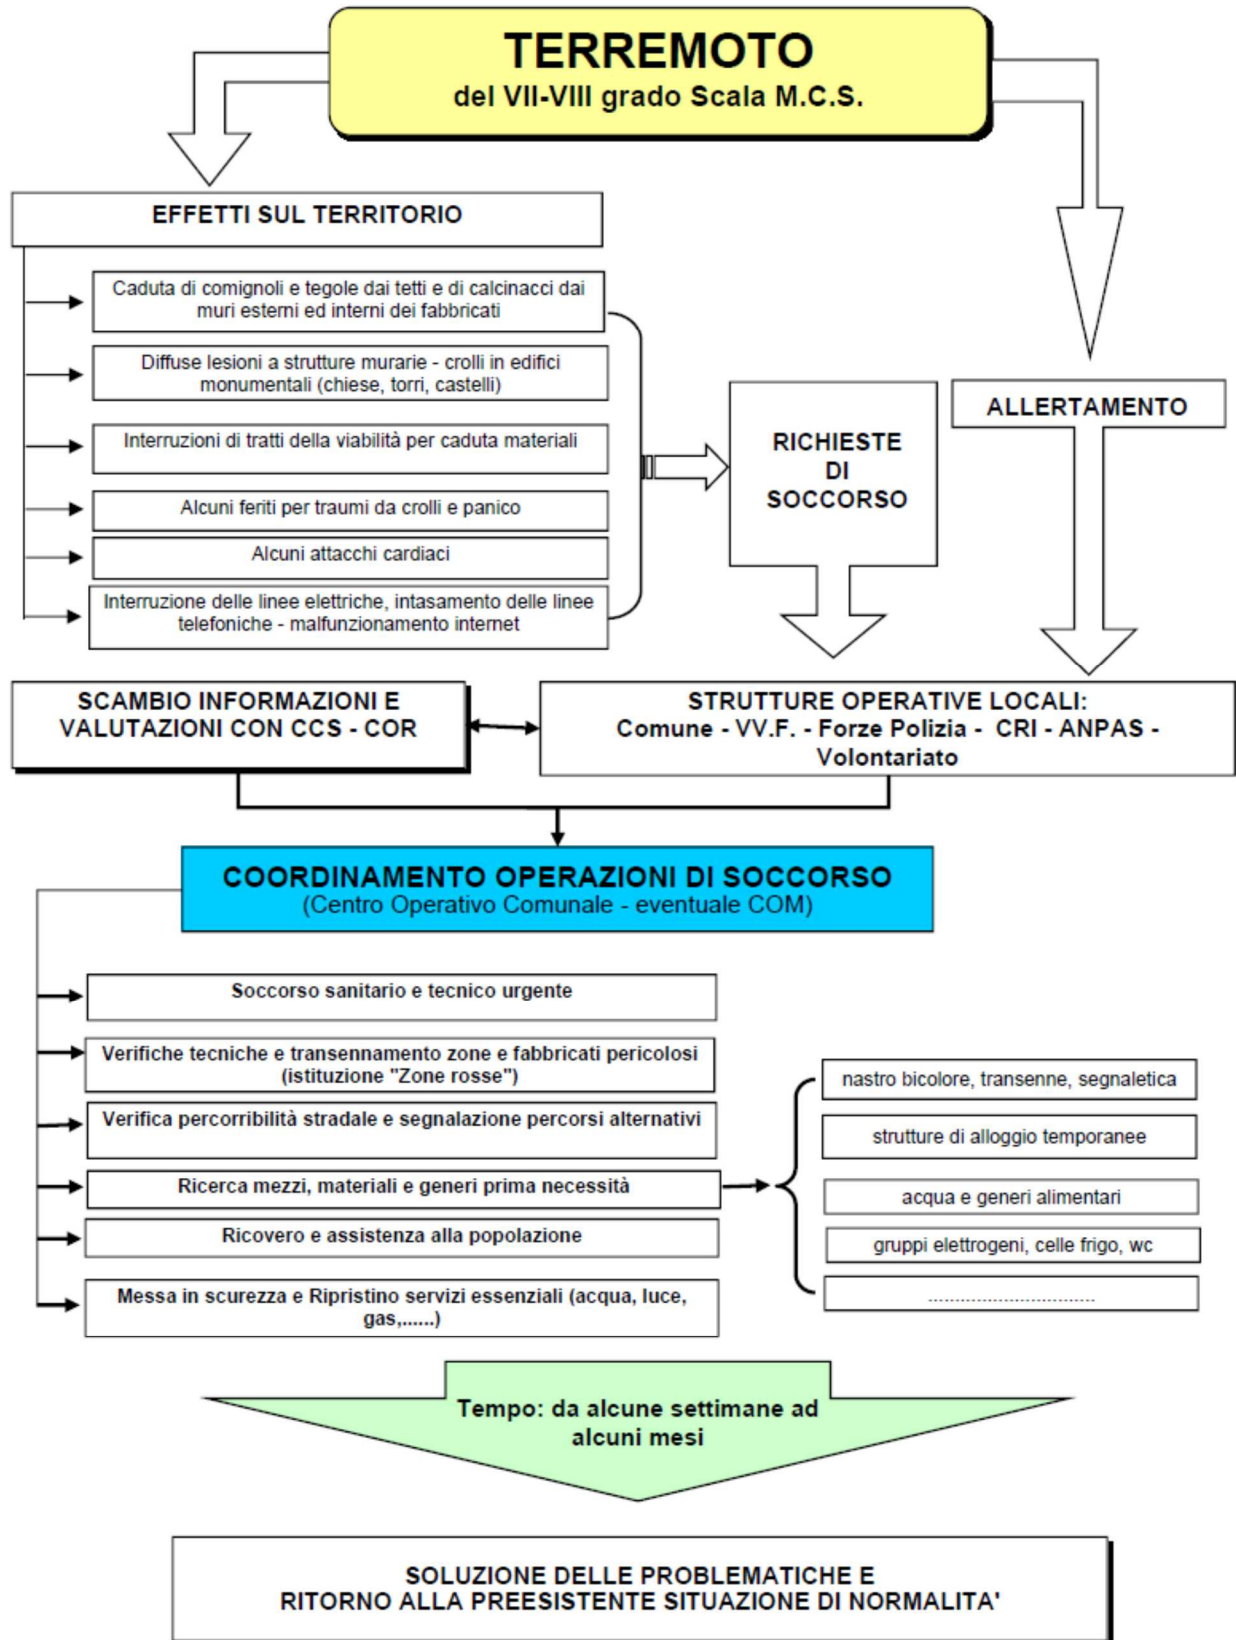 TERREMOTO
del VII-VIII grado Scala M.C.S.
EFFETTI SUL TERRITORIO
Caduta di comignoli e tegole dai tetti e di calcinacci dai
muri esterni ed interni dei fabbricati
Diffuse lesioni a strutture murarie - crolli in edifici
monumentali (chiese, torri, castelli)
Interruzioni di tratti della viabilità per caduta materiali
Alcuni feriti per traumi da crolli e panico
Alcuni attacchi cardiaci
Interruzione delle linee elettriche, intasamento delle linee
telefoniche - malfunzionamento internet
RICHIESTE
DI
SOCCORSO
ALLERTAMENTO
SCAMBIO INFORMAZIONI E
VALUTAZIONI CON CCS - COR
STRUTTURE OPERATIVE LOCALI:
Comune - VV.F. - Forze Polizia - CRI - ANPAS -
Volontariato
COORDINAMENTO OPERAZIONI DI SOCCORSO
(Centro Operativo Comunale - eventuale COM)
Soccorso sanitario e tecnico urgente
Verifiche tecniche e transennamento zone e fabbricati pericolosi
(istituzione "Zone rosse")
Verifica percorribilità stradale e segnalazione percorsi alternativi
Ricerca mezzi, materiali e generi prima necessità
Ricovero e assistenza alla popolazione
Messa in scurezza e Ripristino servizi essenziali (acqua, luce,
gas,......)
nastro bicolore, transenne, segnaletica
strutture di alloggio temporanee
acqua e generi alimentari
gruppi elettrogeni, celle frigo, wc
..............................
Tempo: da alcune settimane ad
alcuni mesi
SOLUZIONE DELLE PROBLEMATICHE E
RITORNO ALLA PREESISTENTE SITUAZIONE DI NORMALITA'